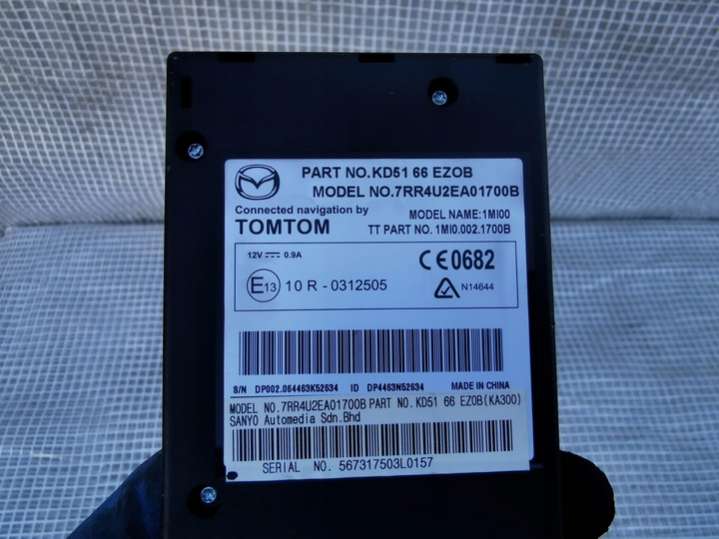 PART NO.KD51 66 EZ0B
MODEL NO.7RR4U2EA01700B
Connected navigation by
TOMTOM
MODEL NAME:1MI00
TT PART NO. 1MI0.002.1700B
12V 0.9A
CE0682
E13 10 R - 0312505
N14644
S/N DP002.064463K52634 ID DP4463N52634 MADE IN CHINA
MODEL NO.7RR4U2EA01700B PART NO.KD51 66 EZ0B(KA300)
SANYO Automedia Sdn.Bhd
SERIAL NO. 567317503L0157